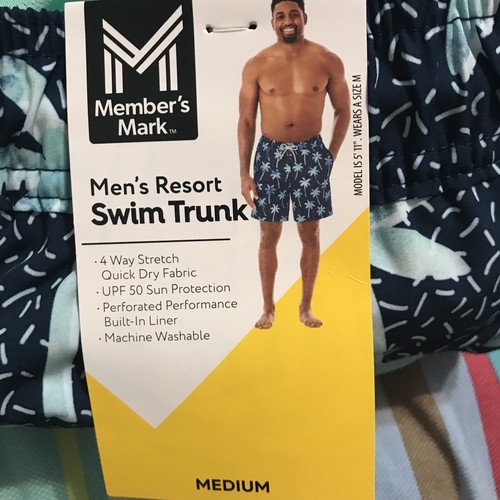 Member's
Mark™
Men's Resort
Swim Trunk
· 4 Way Stretch
Quick Dry Fabric
· UPF 50 Sun Protection
· Perforated Performance
Built-In Liner
· Machine Washable
MODEL IS 5' 11". WEARS A SIZE M
MEDIUM